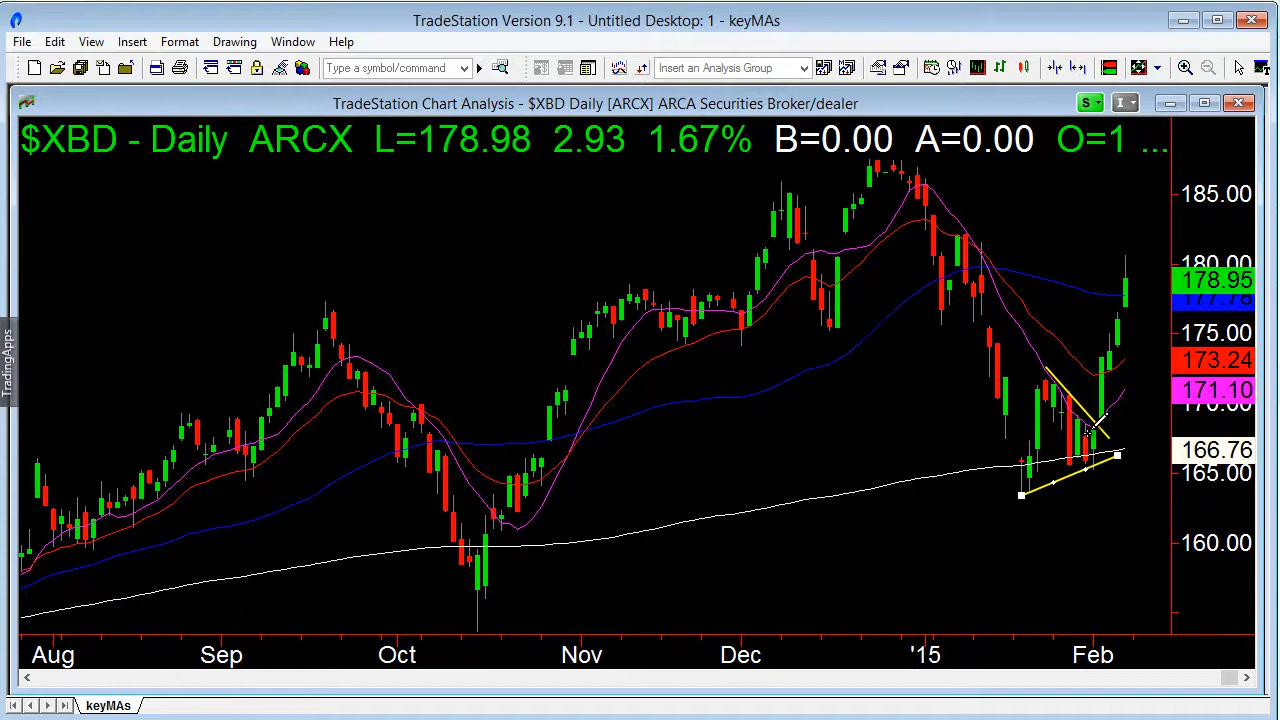 TradeStation Version 9.1 - Untitled Desktop: 1 - keyMAs
File Edit View Insert Format Drawing Window Help
Type a symbol/command Insert an Analysis Group
TradeStation Chart Analysis - $XBD Daily [ARCX] ARCA Securities Broker/dealer
S I
$XBD - Daily ARCX L=178.98 2.93 1.67% B=0.00 A=0.00 O=1 ...
185.00
180.00
178.95
177.78
175.00
173.24
171.10
170.00
166.76
165.00
160.00
TradingApps
Aug Sep Oct Nov Dec '15 Feb
keyMAs